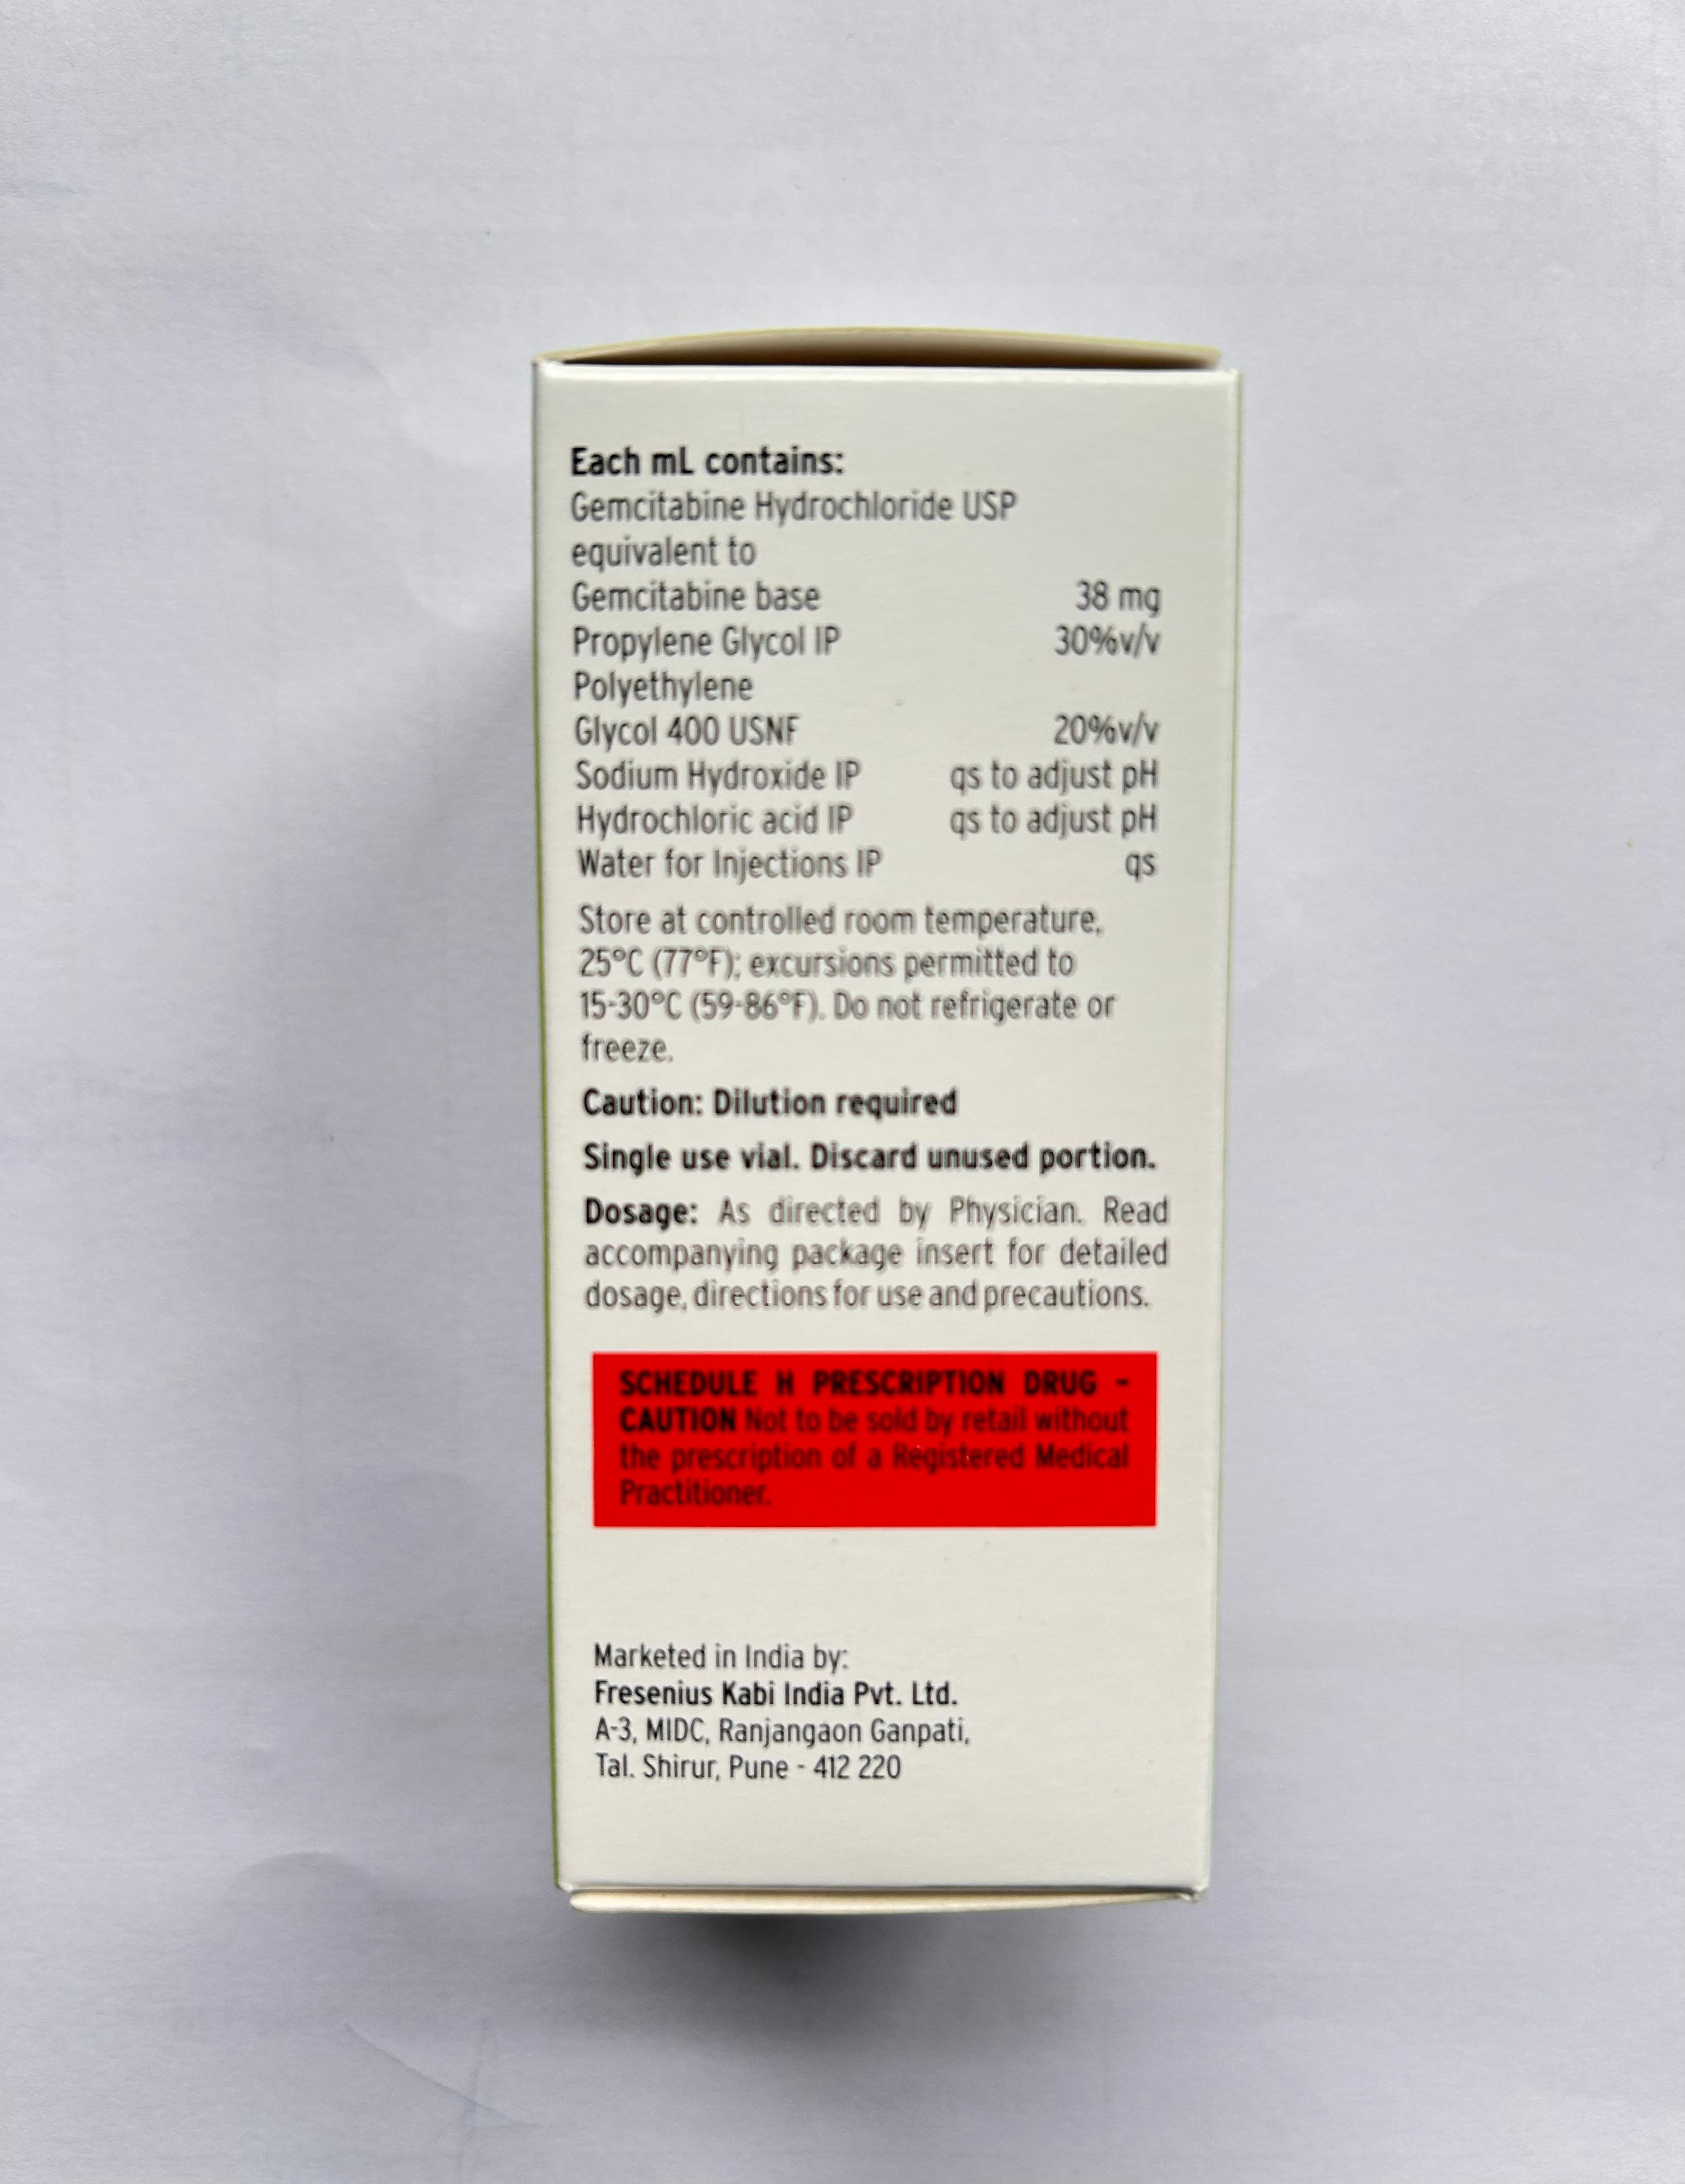 Each mL contains:
Gemcitabine Hydrochloride USP
equivalent to
Gemcitabine base 38 mg
Propylene Glycol IP 30%v/v
Polyethylene
Glycol 400 USNF 20%v/v
Sodium Hydroxide IP qs to adjust pH
Hydrochloric acid IP qs to adjust pH
Water for Injections IP qs
Store at controlled room temperature,
25°C (77°F); excursions permitted to
15-30°C (59-86°F). Do not refrigerate or
freeze.
Caution: Dilution required
Single use vial. Discard unused portion.
Dosage: As directed by Physician. Read
accompanying package insert for detailed
dosage, directions for use and precautions.
SCHEDULE H PRESCRIPTION DRUG -
CAUTION Not to be sold by retail without
the prescription of a Registered Medical
Practitioner.
Marketed in India by:
Fresenius Kabi India Pvt. Ltd.
A-3, MIDC, Ranjangaon Ganpati,
Tal. Shirur, Pune - 412 220